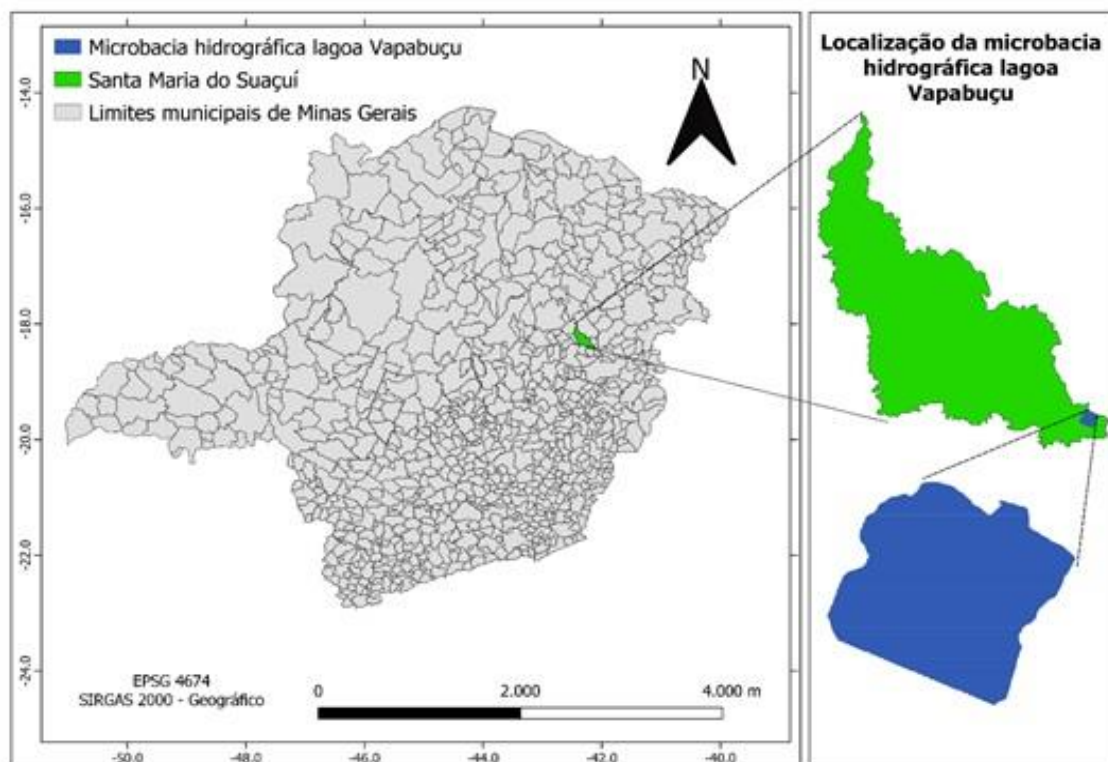 Microbacia hidrográfica lagoa Vapabuçu
Santa Maria do Suaçuí
Limites municipais de Minas Gerais
N
-14.0
-16.0
-18.0
-20.0
-22.0
-24.0
EPSG 4674
SIRGAS 2000 - Geográfico
0 2.000 4.000 m
-50.0 -48.0 -46.0 -44.0 -42.0 -40.0
Localização da microbacia
hidrográfica lagoa
Vapabuçu